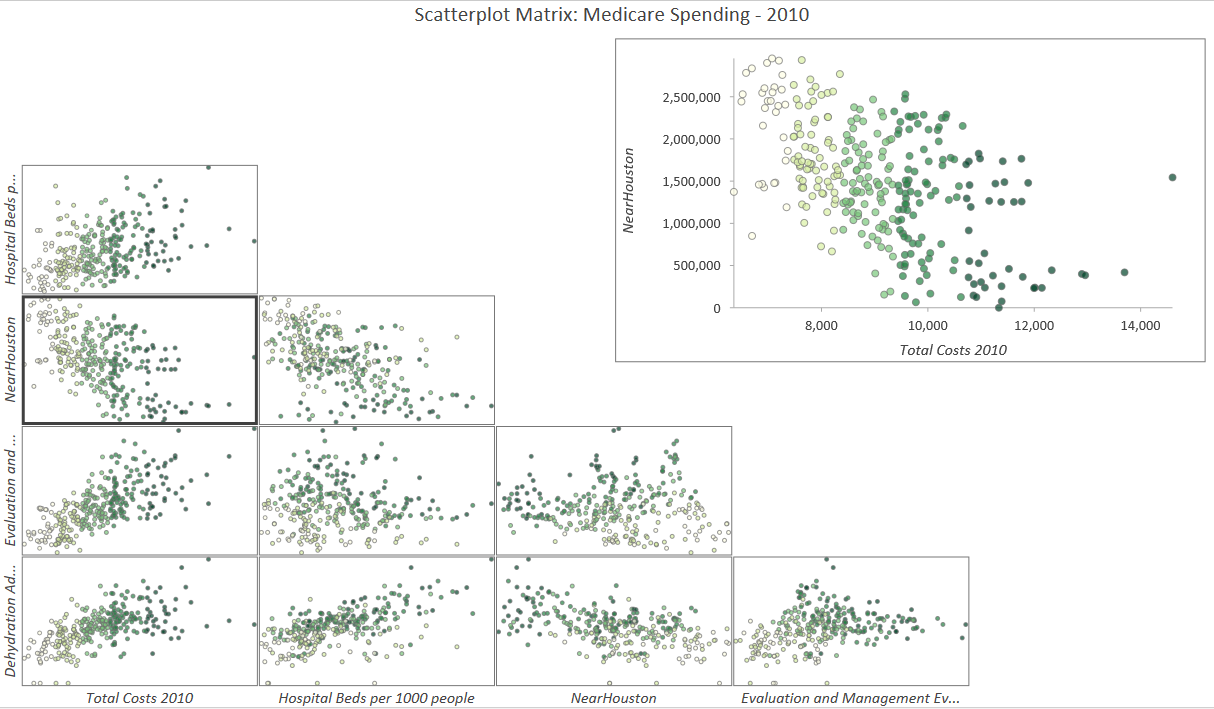 Scatterplot Matrix: Medicare Spending - 2010
NearHouston
2,500,000
2,000,000
1,500,000
1,000,000
500,000
0
8,000
10,000
12,000
14,000
Total Costs 2010
Hospital Beds p...
NearHouston
Evaluation and ...
Dehydration Ad...
Total Costs 2010
Hospital Beds per 1000 people
NearHouston
Evaluation and Management Ev...